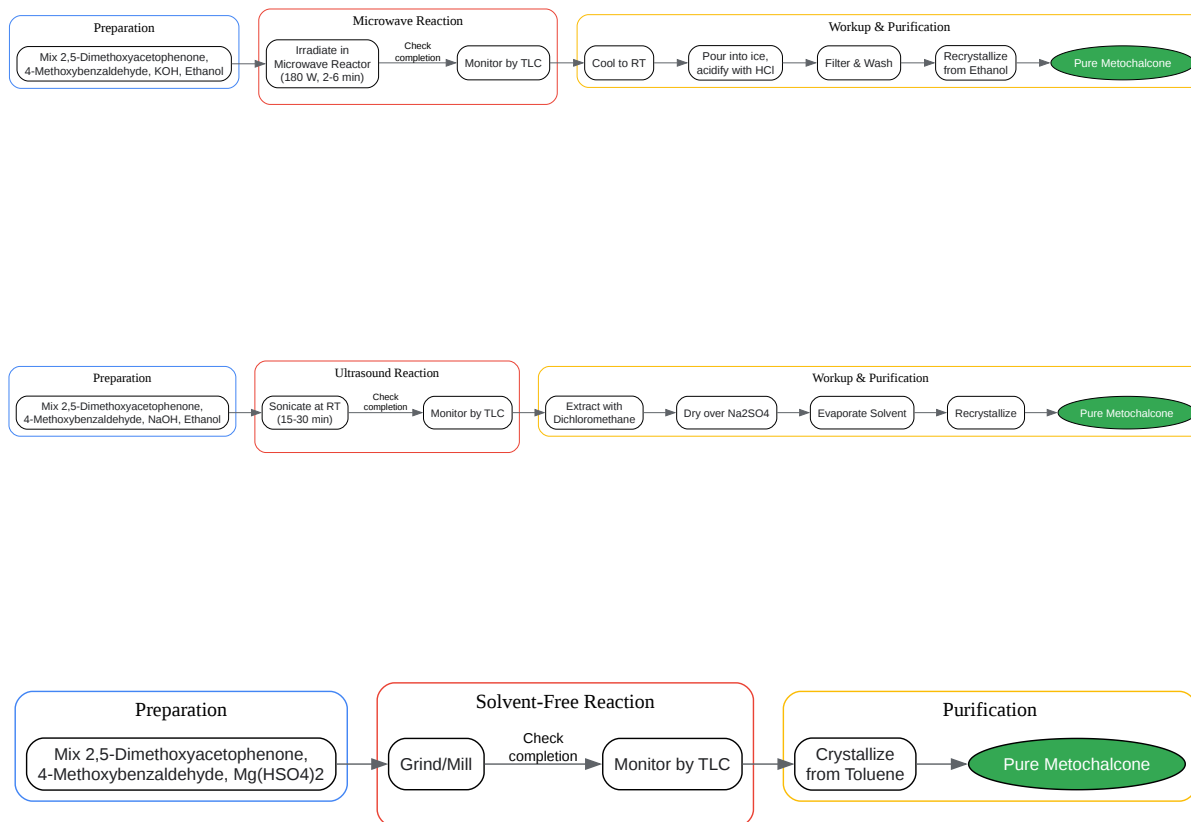 Preparation
Mix 2,5-Dimethoxyacetophenone,
4-Methoxybenzaldehyde, KOH, Ethanol
Microwave Reaction
Irradiate in
Microwave Reactor
(180 W, 2-6 min)
Check
completion
Monitor by TLC
Workup & Purification
Cool to RT
Pour into ice,
acidify with HCl
Filter & Wash
Recrystallize
from Ethanol
Pure Metochalcone
Preparation
Mix 2,5-Dimethoxyacetophenone,
4-Methoxybenzaldehyde, NaOH, Ethanol
Ultrasound Reaction
Sonicate at RT
(15-30 min)
Check
completion
Monitor by TLC
Workup & Purification
Extract with
Dichloromethane
Dry over Na2SO4
Evaporate Solvent
Recrystallize
Pure Metochalcone
Preparation
Mix 2,5-Dimethoxyacetophenone,
4-Methoxybenzaldehyde, Mg(HSO4)2
Solvent-Free Reaction
Grind/Mill
Check
completion
Monitor by TLC
Purification
Crystallize
from Toluene
Pure Metochalcone